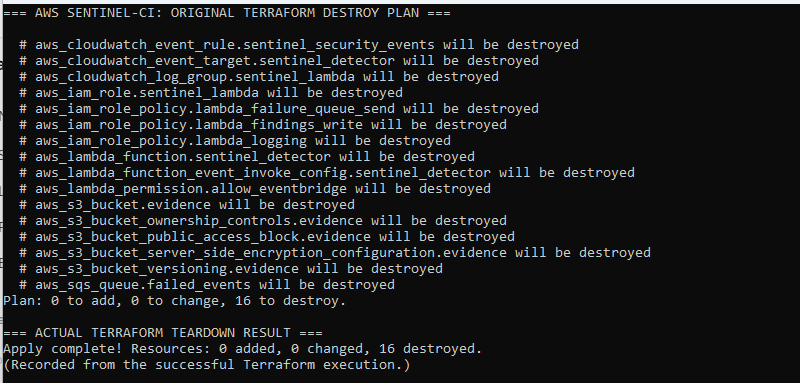 === AWS SENTINEL-CI: ORIGINAL TERRAFORM DESTROY PLAN ===
# aws_cloudwatch_event_rule.sentinel_security_events will be destroyed
# aws_cloudwatch_event_target.sentinel_detector will be destroyed
# aws_cloudwatch_log_group.sentinel_lambda will be destroyed
# aws_iam_role.sentinel_lambda will be destroyed
# aws_iam_role_policy.lambda_failure_queue_send will be destroyed
# aws_iam_role_policy.lambda_findings_write will be destroyed
# aws_iam_role_policy.lambda_logging will be destroyed
# aws_lambda_function.sentinel_detector will be destroyed
# aws_lambda_function_event_invoke_config.sentinel_detector will be destroyed
# aws_lambda_permission.allow_eventbridge will be destroyed
# aws_s3_bucket.evidence will be destroyed
# aws_s3_bucket_ownership_controls.evidence will be destroyed
# aws_s3_bucket_public_access_block.evidence will be destroyed
# aws_s3_bucket_server_side_encryption_configuration.evidence will be destroyed
# aws_s3_bucket_versioning.evidence will be destroyed
# aws_sqs_queue.failed_events will be destroyed
Plan: 0 to add, 0 to change, 16 to destroy.
=== ACTUAL TERRAFORM TEARDOWN RESULT ===
Apply complete! Resources: 0 added, 0 changed, 16 destroyed.
(Recorded from the successful Terraform execution.)